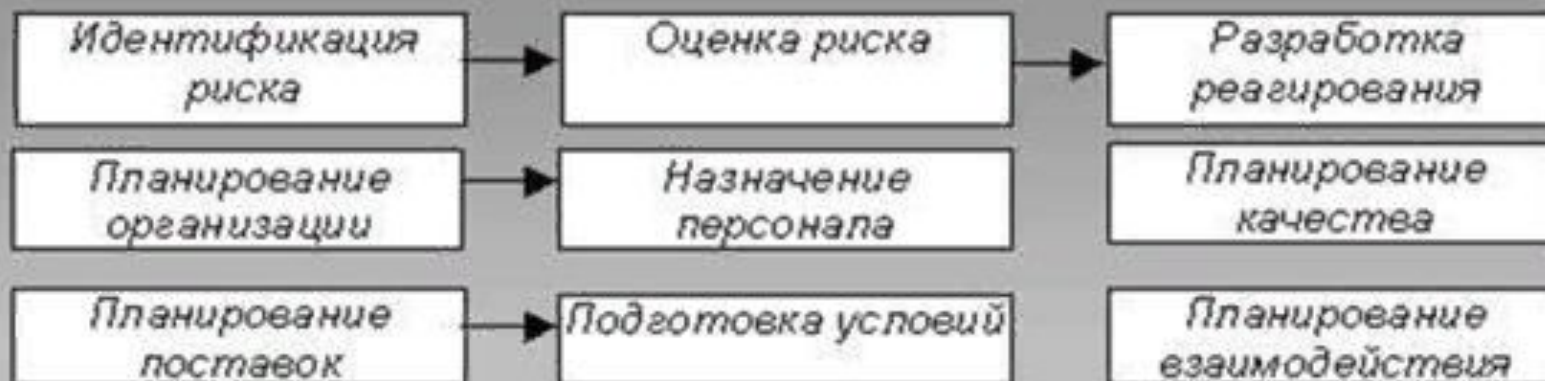 Идентификация
риска
Оценка риска
Разработка
реагирования
Планирование
организации
Назначение
персонала
Планирование
качества
Планирование
поставок
Подготовка условий
Планирование
взаимодействия